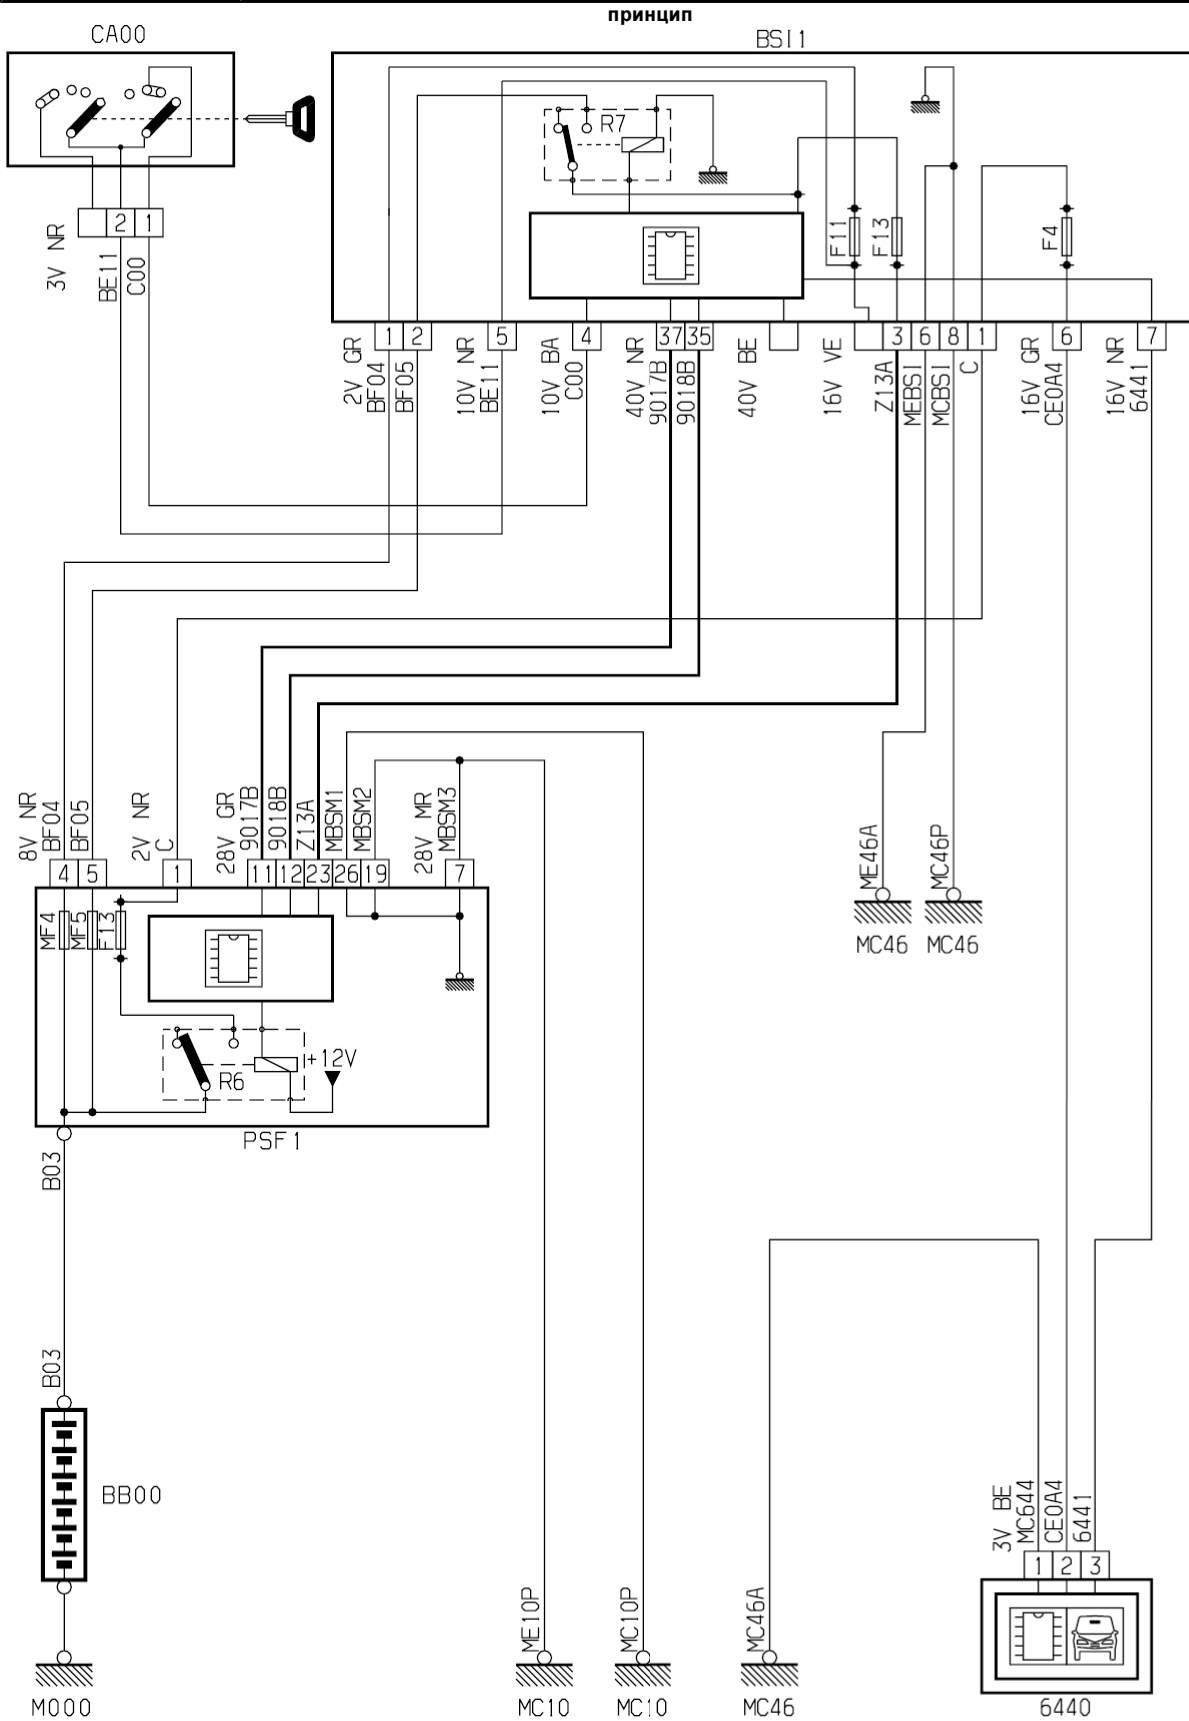 принцип
CA00
BSI1
R7
F11
F13
F4
2
1
3V NR
BE11
C00
1
2
5
4
37
35
3
6
8
1
6
7
2V GR
BF04
BF05
10V NR
BE11
10V BA
C00
40V NR
9017B
9018B
40V BE
16V VE
Z13A
MEBSI
MCBSI
C
16V GR
CE0A4
16V NR
6441
8V NR
BF04
BF05
2V NR
C
28V GR
9017B
9018B
Z13A
MBSM1
MBSM2
28V MR
MBSM3
4
5
1
11
12
23
26
19
7
MF4
MF5
F13
R6
+12V
PSF1
ME46A
MC46P
MC46
MC46
B03
B03
BB00
M000
ME10P
MC10
MC10P
MC10
MC46A
MC46
3V BE
MC644
CE0A4
6441
1
2
3
6440